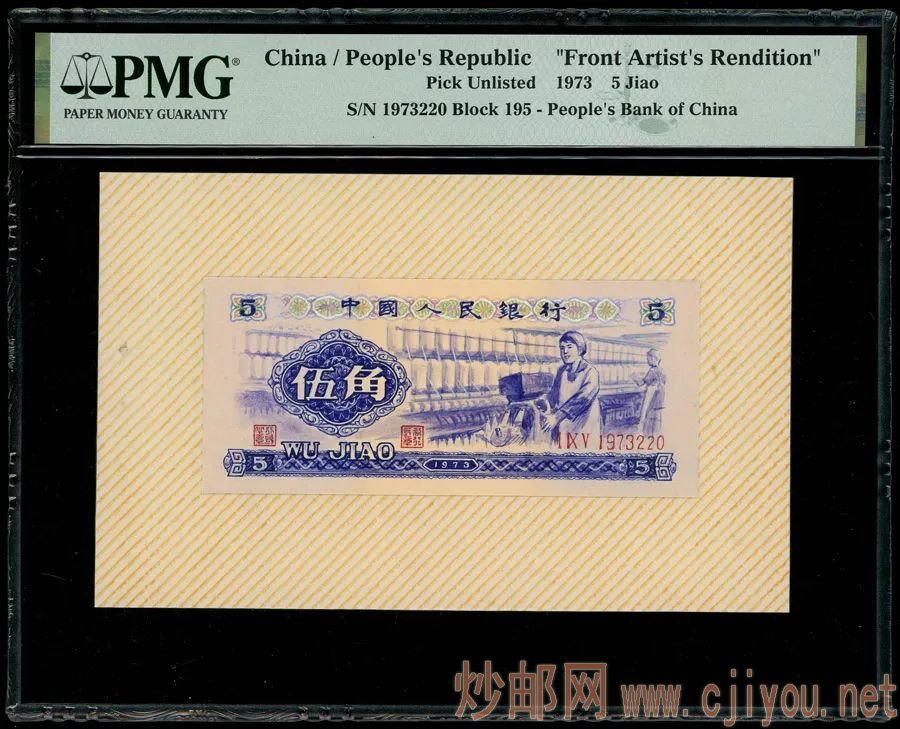 PMG®
PAPER MONEY GUARANTY
China / People's Republic "Front Artist's Rendition"
Pick Unlisted 1973 5 Jiao
S/N 1973220 Block 195 - People's Bank of China
5 中國人民銀行 5
伍角
WU JIAO
IXV 1973220
5 1973 5
炒邮网 www.cjiyou.net